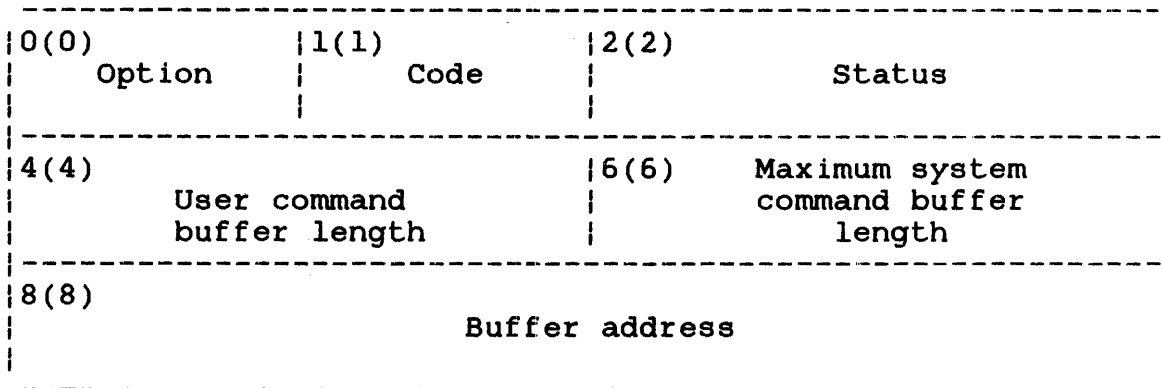 0(0) 1(1) 2(2)
Option Code Status
4(4) 6(6) Maximum system
User command command buffer
buffer length length
8(8)
Buffer address